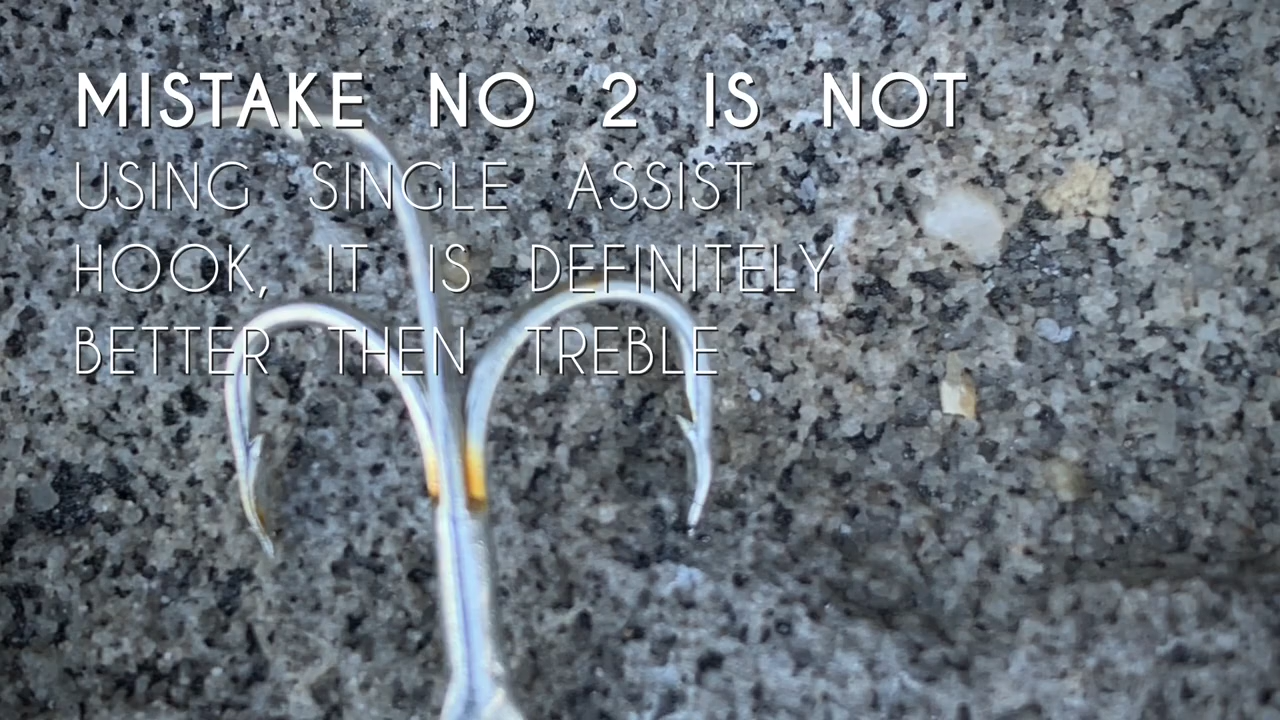 MISTAKE NO 2 IS NOT
USING SINGLE ASSIST
HOOK, IT IS DEFINITELY
BETTER THEN TREBLE